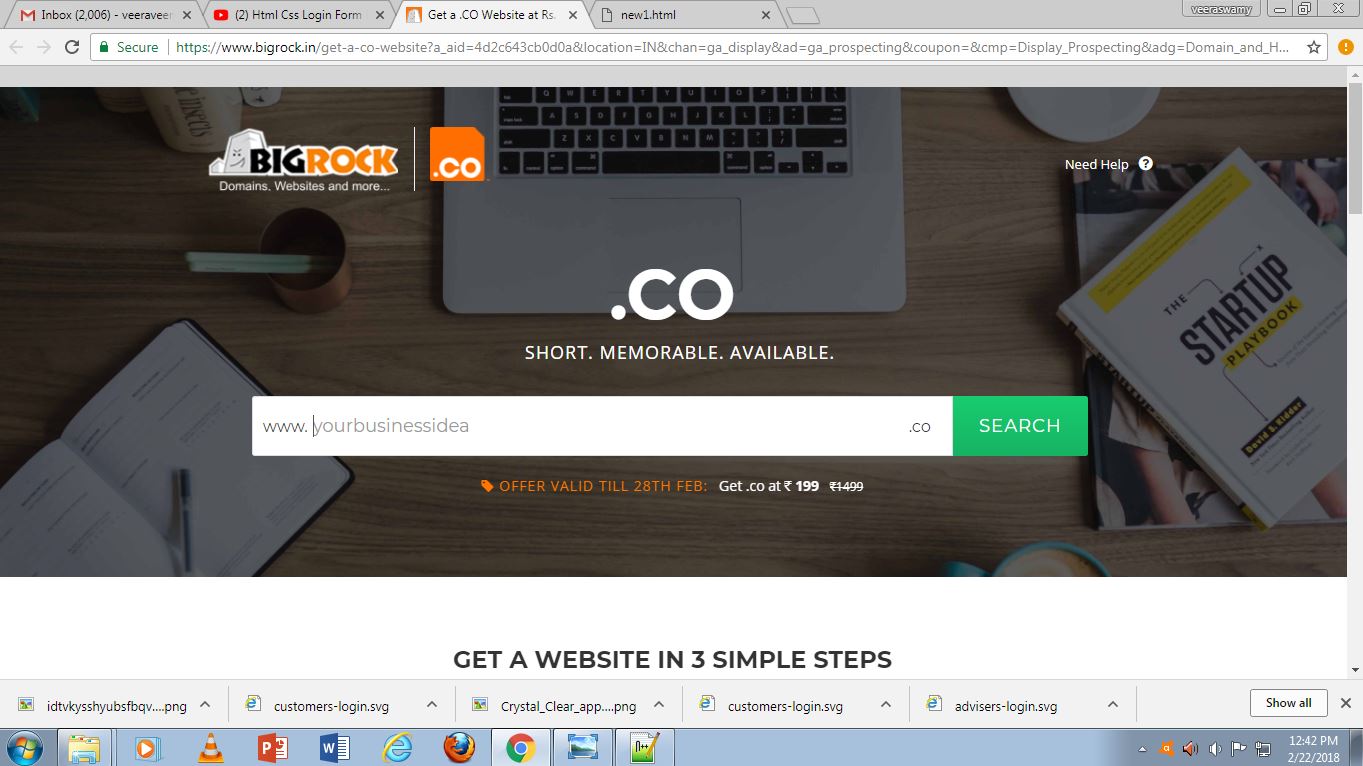 Inbox (2,006) - veeraveer
(2) Html Css Login Form
Get a .CO Website at Rs.
new1.html
veeraswamy
Secure
https://www.bigrock.in/get-a-co-website?a_aid=4d2c643cb0d0a&location=IN&chan=ga_display&ad=ga_prospecting&coupon=&cmp=Display_Prospecting&adg=Domain_and_H...
insects
BIGROCK
Domains. Websites and more...
.co
Need Help ?
THE
STARTUP
PLAYBOOK
David S. Kidder
.CO
SHORT. MEMORABLE. AVAILABLE.
www. yourbusinessidea
.co
SEARCH
OFFER VALID TILL 28TH FEB: Get .co at ₹ 199 ₹1499
GET A WEBSITE IN 3 SIMPLE STEPS
idtvkysshyubsfbqv....png
customers-login.svg
Crystal_Clear_app....png
customers-login.svg
advisers-login.svg
Show all
12:42 PM
2/22/2018